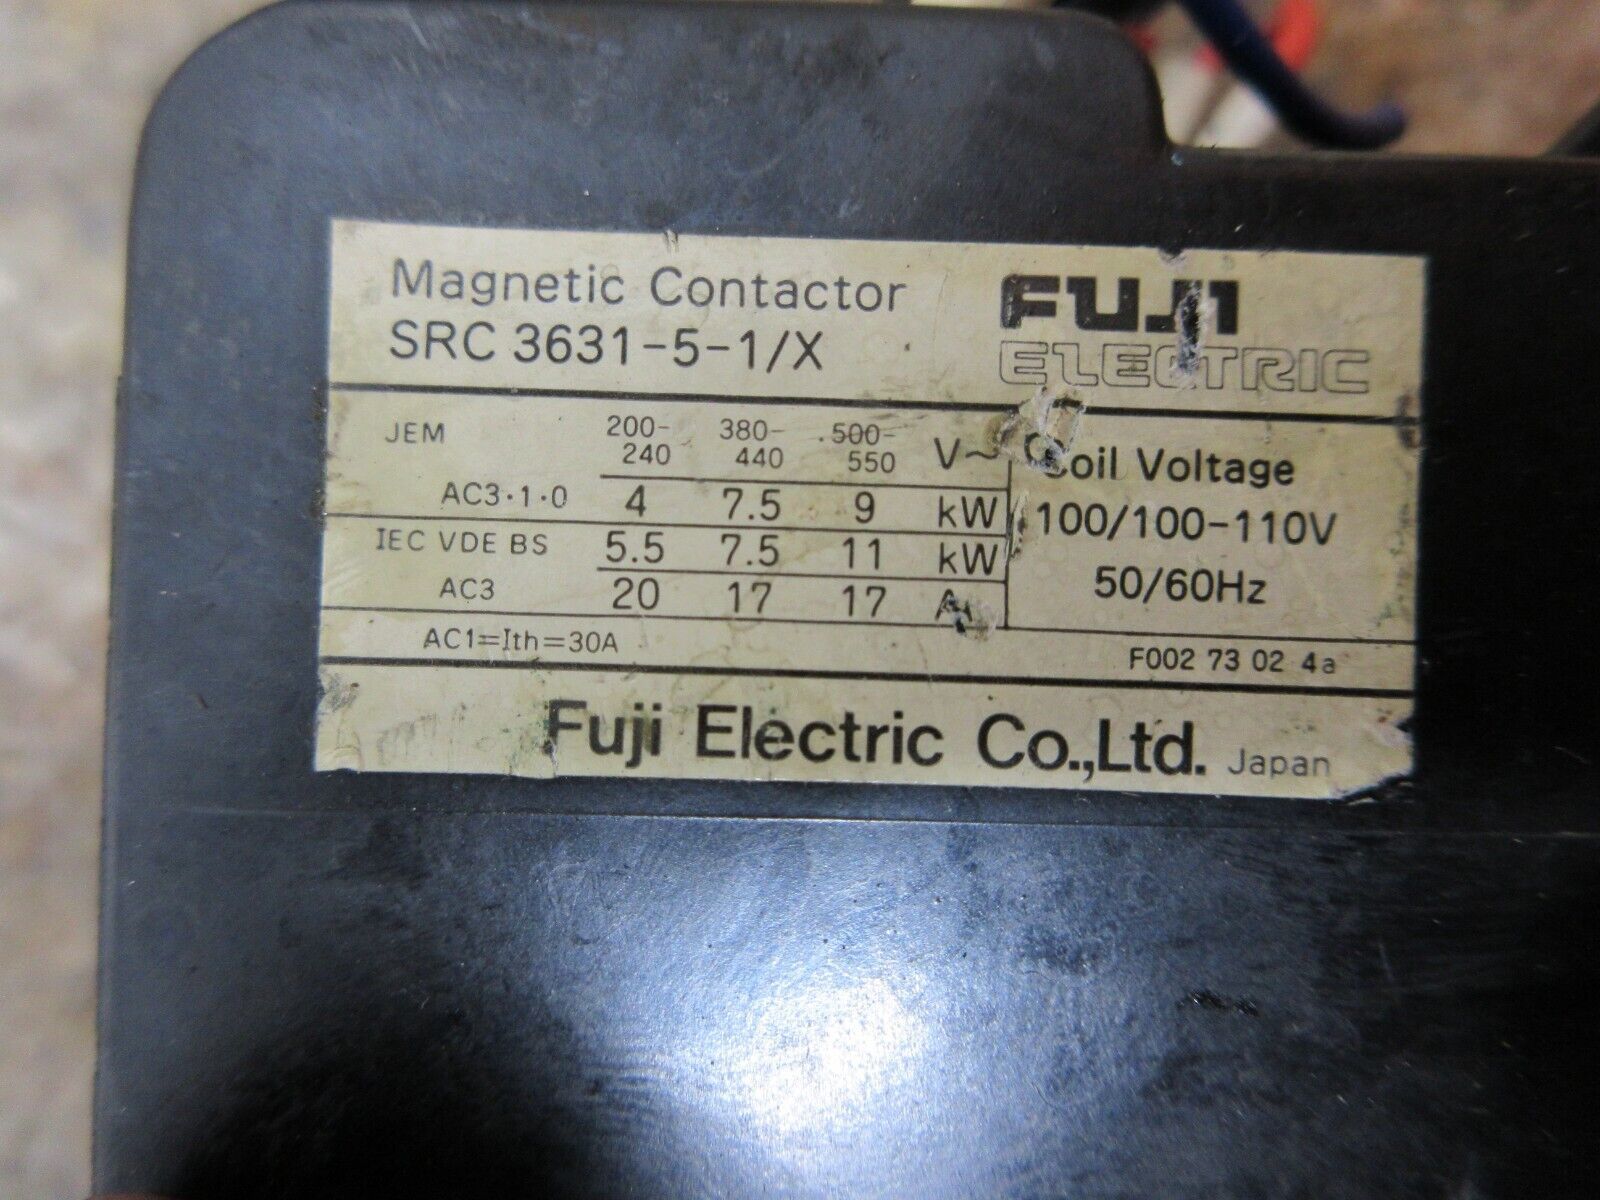 Magnetic Contactor
SRC 3631-5-1/X
FUJI
ELECTRIC
JEM 200-240 380-440 500-550 V~
AC3·1·0 4 7.5 9 kW
IEC VDE BS 5.5 7.5 11 kW
AC3 20 17 17 A
Coil Voltage
100/100-110V
50/60Hz
AC1=Ith=30A
F002 73 02 4a
Fuji Electric Co.,Ltd. Japan